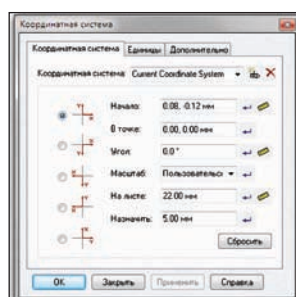 Координатная система
Координатная система Единицы Дополнительно
Координатная система: Current Coordinate System
Начало: 0.08, -0.12 мм
В точке: 0.00, 0.00 мм
Угол: 0.0 °
Масштаб: Пользовательск
На листе: 22.00 мм
Назначить: 5.00 мм
Сбросить
ОК Закрыть Применить Справка